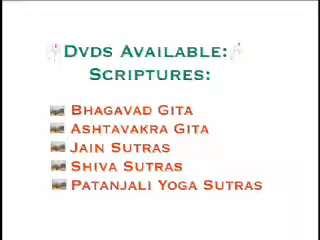 Dvds Available:
Scriptures:
Bhagavad Gita
Ashtavakra Gita
Jain Sutras
Shiva Sutras
Patanjali Yoga Sutras